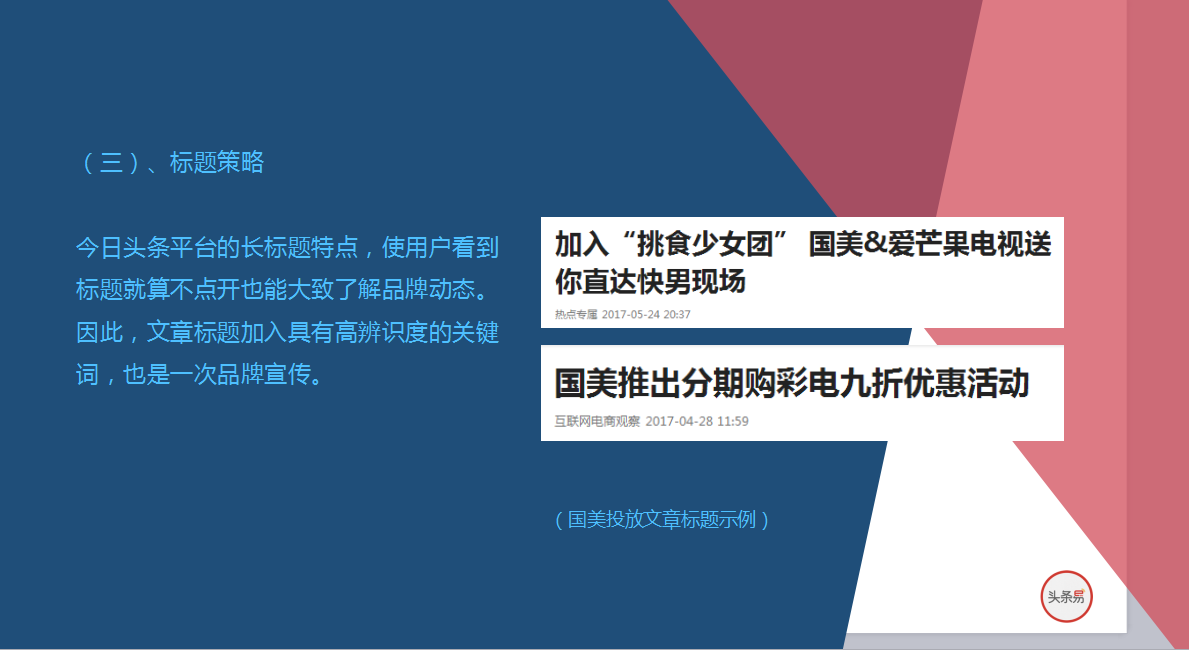 （三）、标题策略
今日头条平台的长标题特点，使用户看到
标题就算不点开也能大致了解品牌动态。
因此，文章标题加入具有高辨识度的关键
词，也是一次品牌宣传。
加入“挑食少女团” 国美&爱芒果电视送
你直达快男现场
热点专属 2017-05-24 20:37
国美推出分期购彩电九折优惠活动
互联网电商观察 2017-04-28 11:59
（国美投放文章标题示例）
头条易